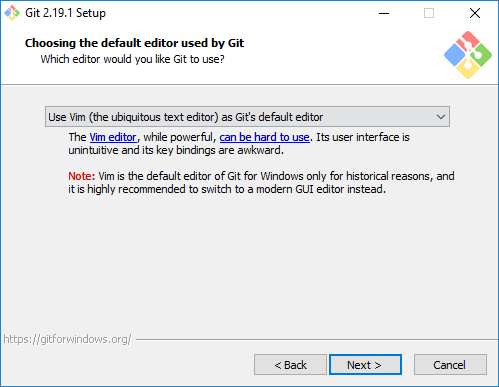 Git 2.19.1 Setup
Choosing the default editor used by Git
Which editor would you like Git to use?
Use Vim (the ubiquitous text editor) as Git's default editor
The Vim editor, while powerful, can be hard to use. Its user interface is
unintuitive and its key bindings are awkward.
Note: Vim is the default editor of Git for Windows only for historical reasons, and
it is highly recommended to switch to a modern GUI editor instead.
https://gitforwindows.org/
< Back
Next >
Cancel